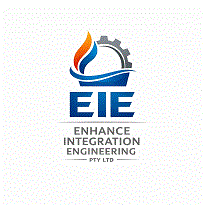 EIE
ENHANCE
INTEGRATION
ENGINEERING
PTY LTD